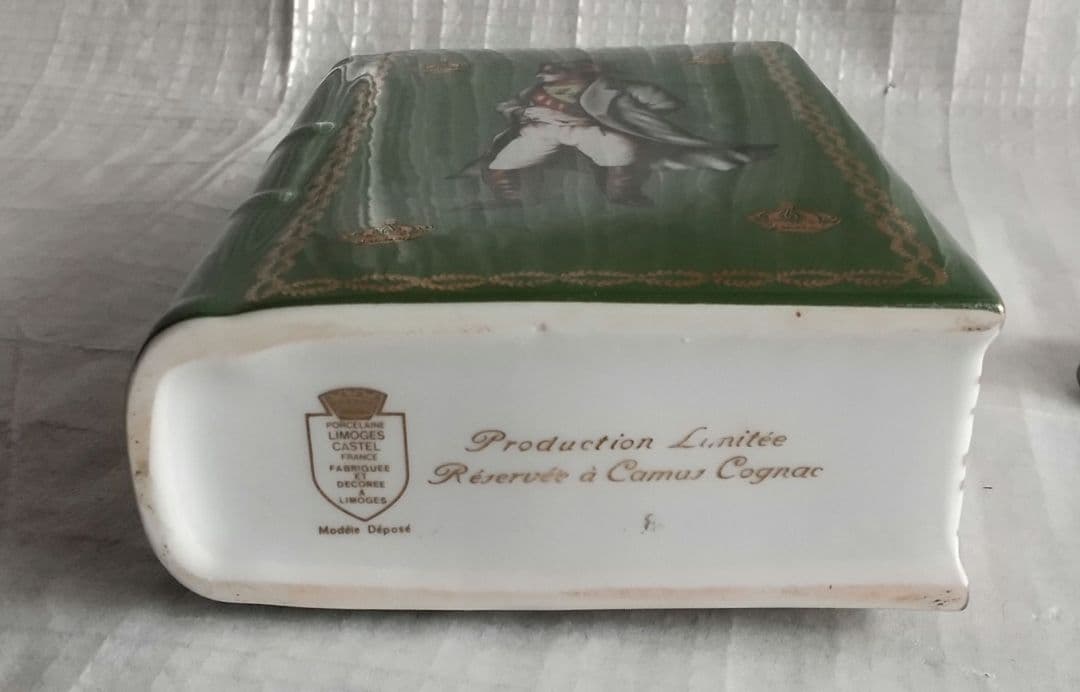 PORCELAINE
LIMOGES
CASTEL
FRANCE
FABRIQUEE
ET
DECOREE
A
LIMOGES
Modèle Déposé
Production Limitée
Réservée à Camus Cognac